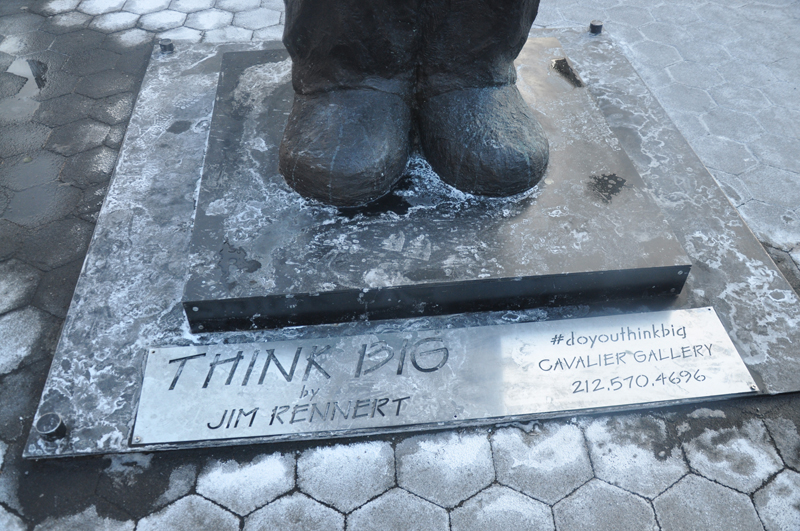 THINK BIG
by
JIM RENNERT
#doyouthinkbig
CAVALIER GALLERY
212.570.4696